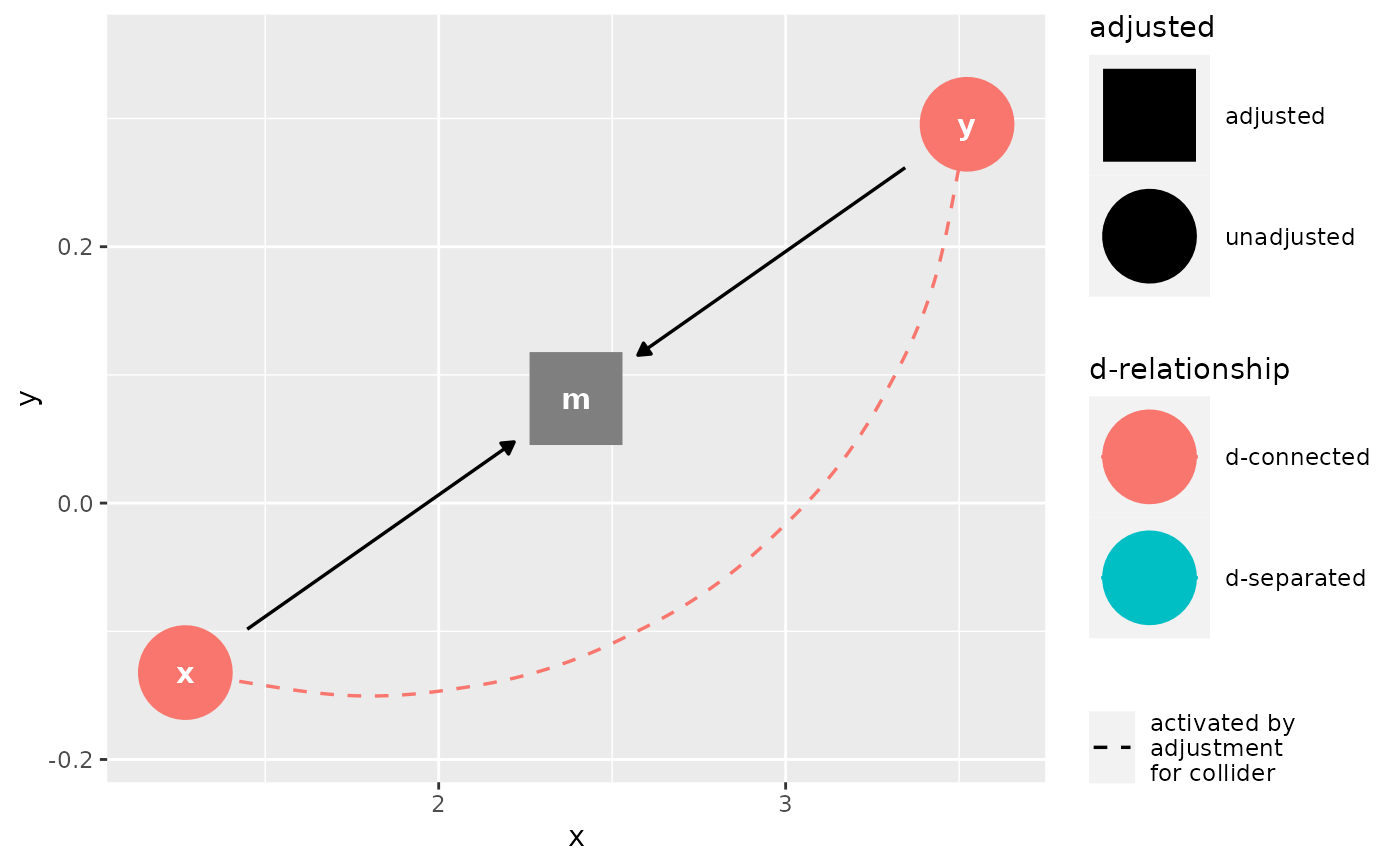 y
m
x
0.2
0.0
-0.2
2
3
x
y
adjusted
adjusted
unadjusted
d-relationship
d-connected
d-separated
activated by
adjustment
for collider